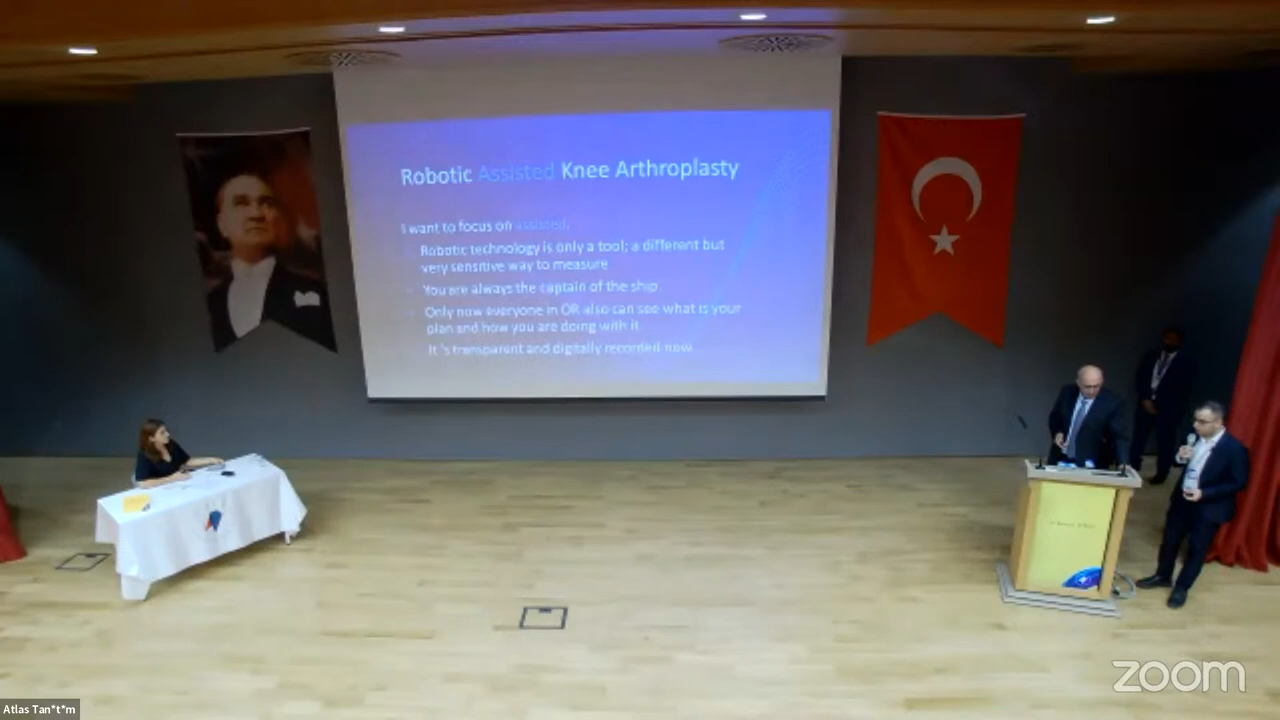 Robotic Assisted Knee Arthroplasty
I want to focus on assisted.
Robotic technology is only a tool; a different but
very sensitive way to measure
You are always the captain of the ship.
Only now everyone in OR also can see what is your
plan and how you are doing with it.
It 's transparent and digitally recorded now
zoom
Atlas Tan*t*m